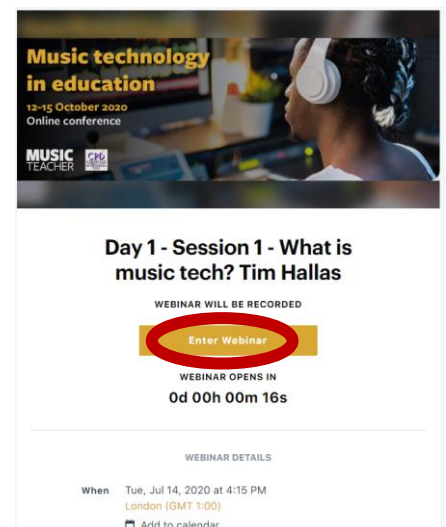 Music technology
in education
12-15 October 2020
Online conference
MUSIC
TEACHER
CPD
Day 1 - Session 1 - What is
music tech? Tim Hallas
WEBINAR WILL BE RECORDED
Enter Webinar
WEBINAR OPENS IN
0d 00h 00m 16s
WEBINAR DETAILS
When Tue, Jul 14, 2020 at 4:15 PM
London (GMT 1:00)
Add to calendar